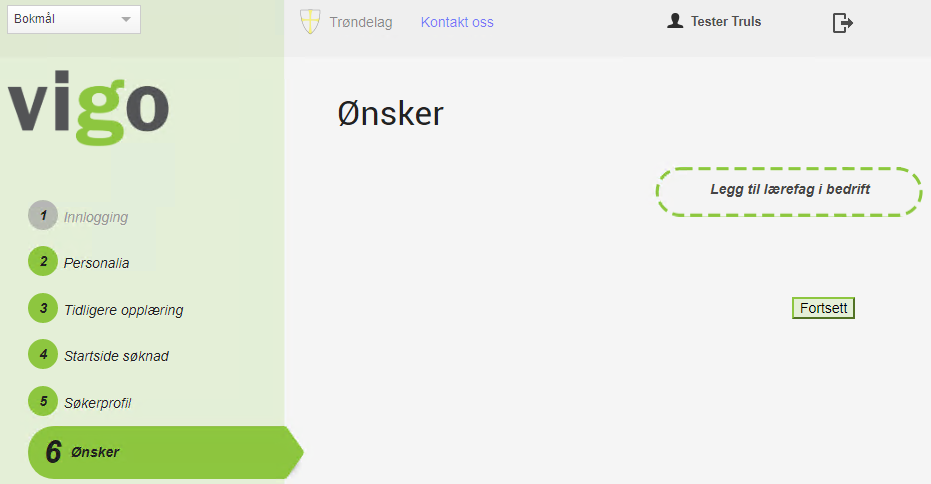 Bokmål
Trøndelag
Kontakt oss
Tester Truls
vigo
Ønsker
Legg til lærefag i bedrift
1 Innlogging
2 Personalia
3 Tidligere opplæring
Fortsett
4 Startside søknad
5 Søkerprofil
6 Ønsker